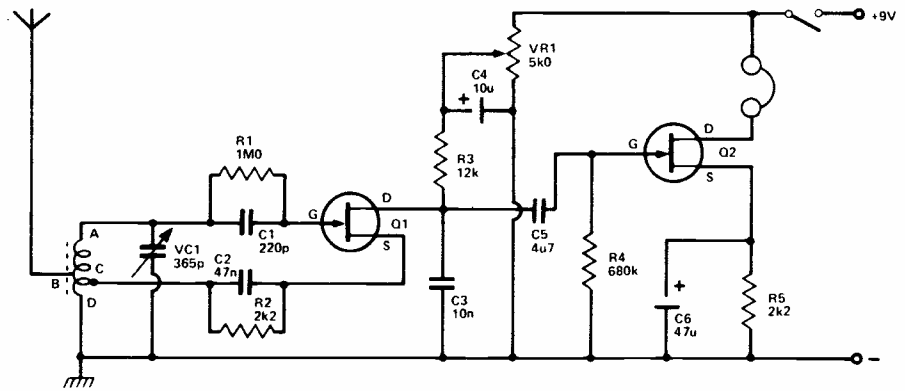 +9V
VR1
5k0
C4
10u
+
R1
1M0
R3
12k
G
D
Q2
S
G
D
Q1
S
A
B
C
D
VC1
365p
C1
220p
C2
47n
R2
2k2
C5
4u7
R4
680k
C3
10n
+
C6
47u
R5
2k2
−